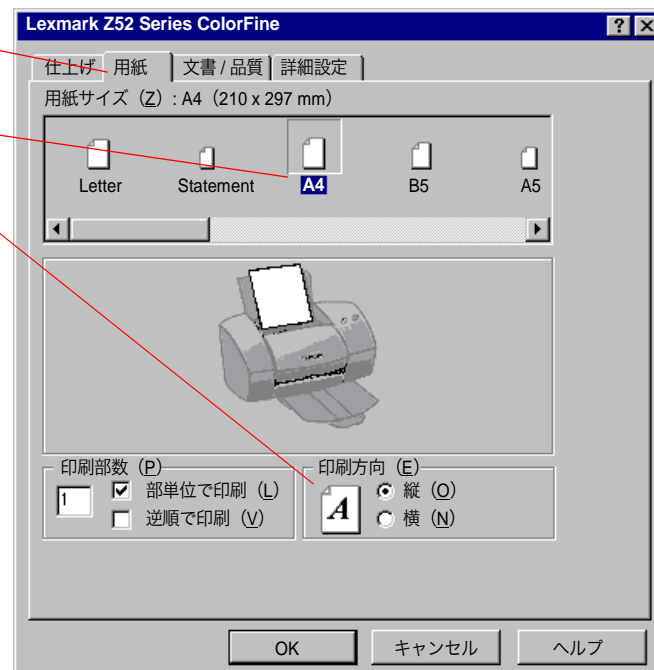 Lexmark Z52 Series ColorFine
仕上げ 用紙 文書 / 品質 詳細設定
用紙サイズ（Z）: A4（210 x 297 mm）
Letter Statement A4 B5 A5
印刷部数（P） 印刷方向（E）
1 部単位で印刷（L） A 縦（O）
逆順で印刷（V） 横（N）
OK キャンセル ヘルプ